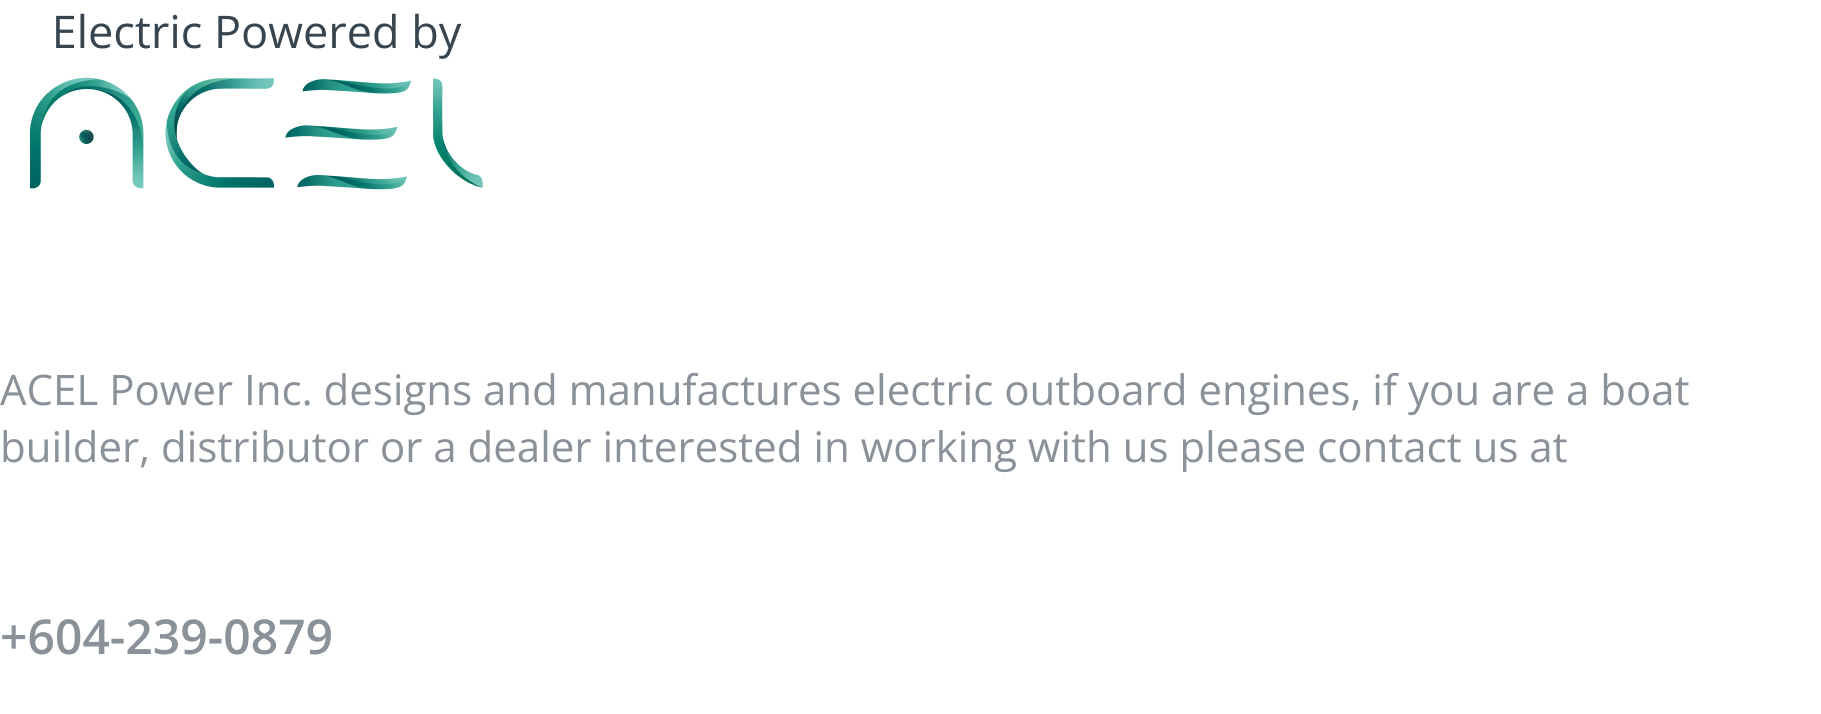 Electric Powered by
ACEL
ACEL Power Inc. designs and manufactures electric outboard engines, if you are a boat
builder, distributor or a dealer interested in working with us please contact us at
+604-239-0879